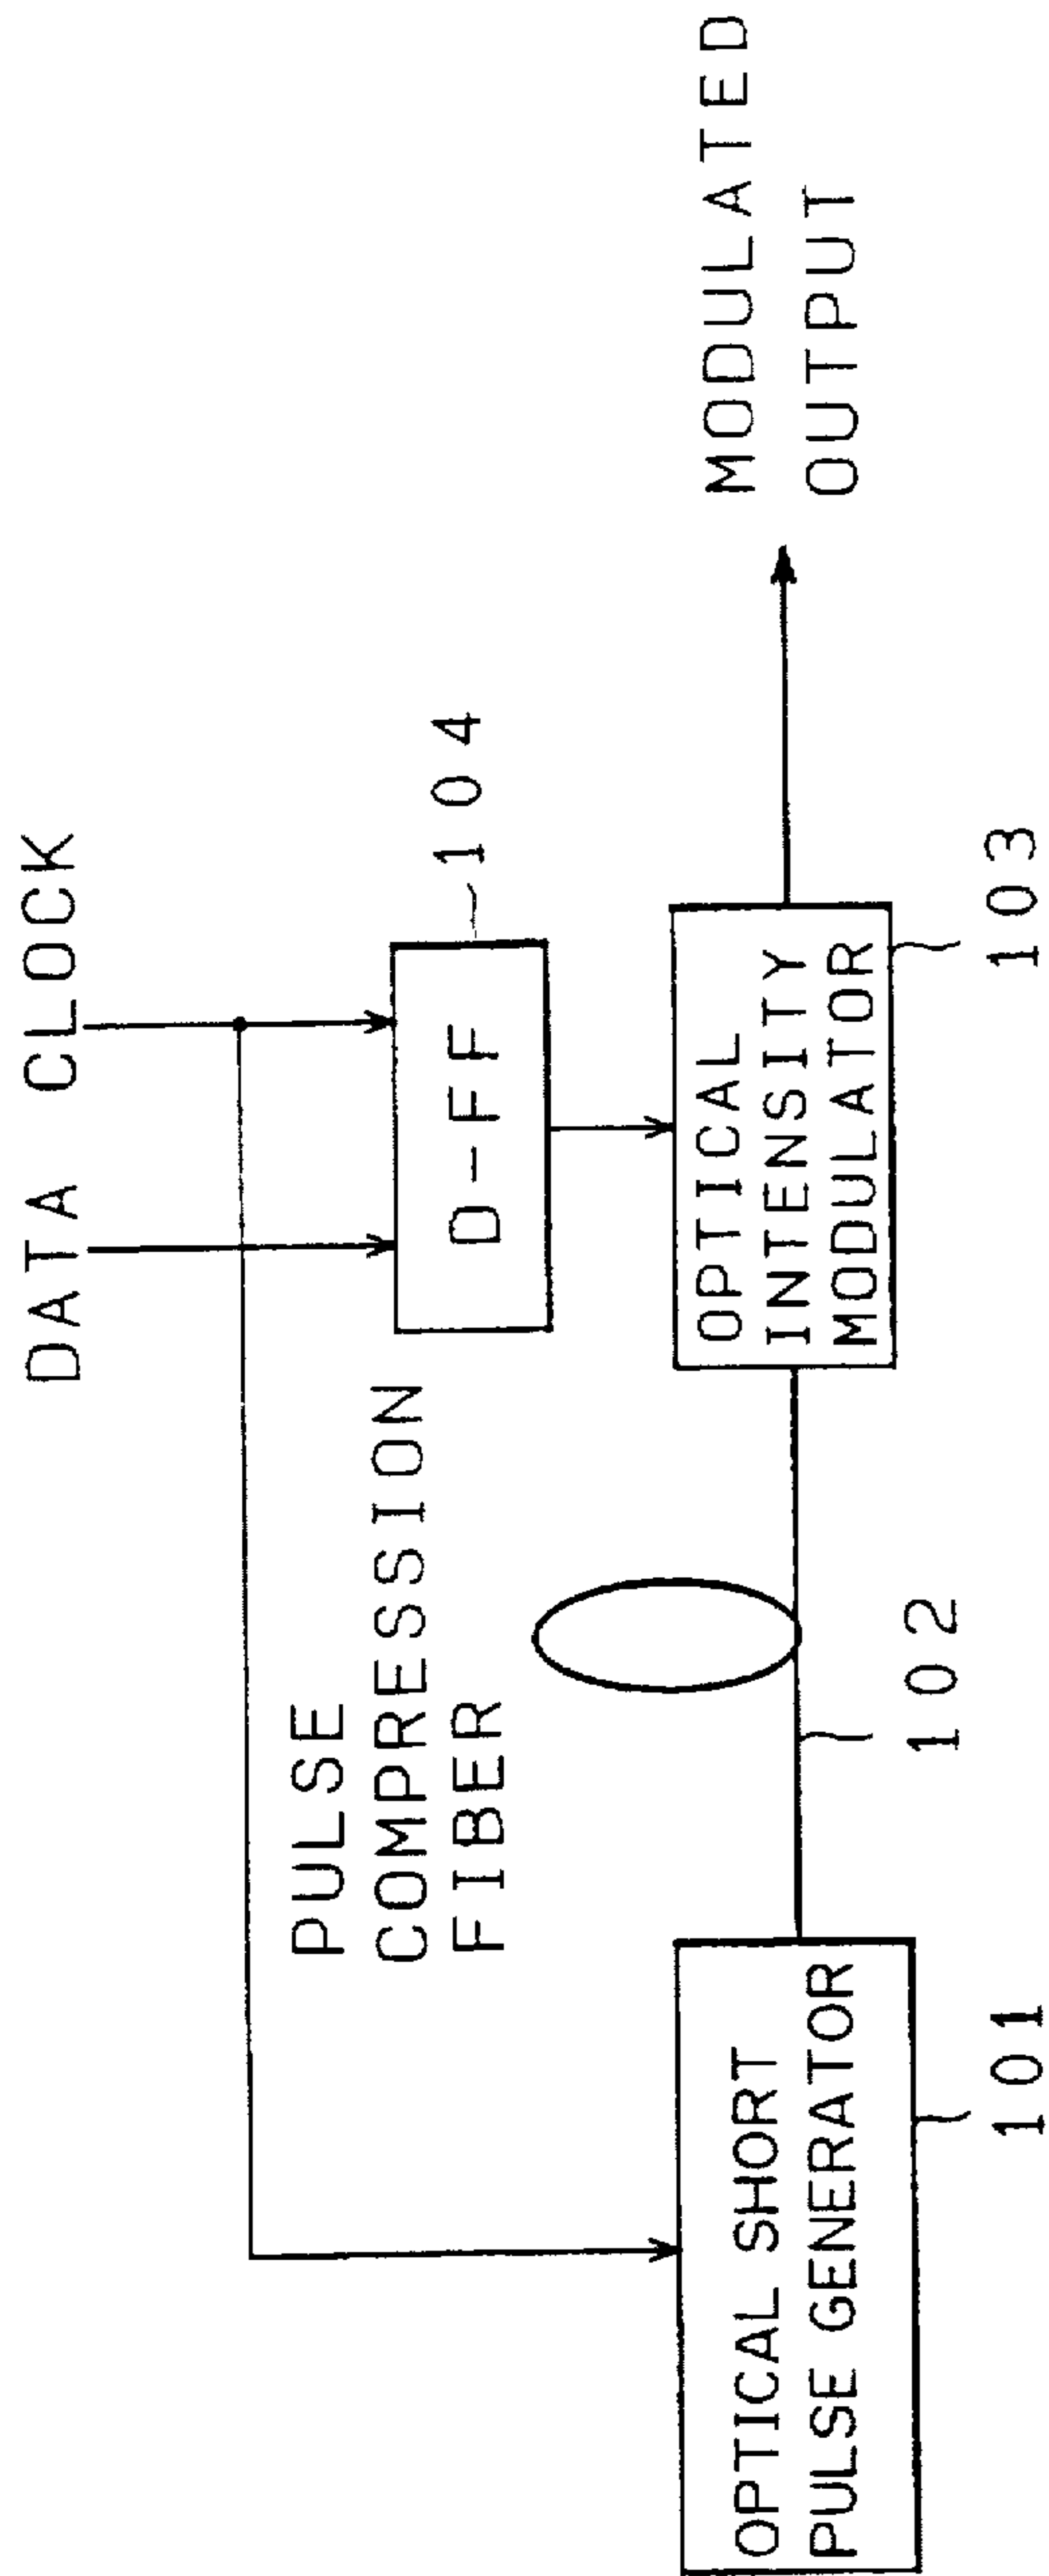 DATA
CLOCK
PULSE
COMPRESSION
FIBER
D-FF
104
OPTICAL SHORT
PULSE GENERATOR
101
102
OPTICAL
INTENSITY
MODULATOR
103
MODULATED
OUTPUT